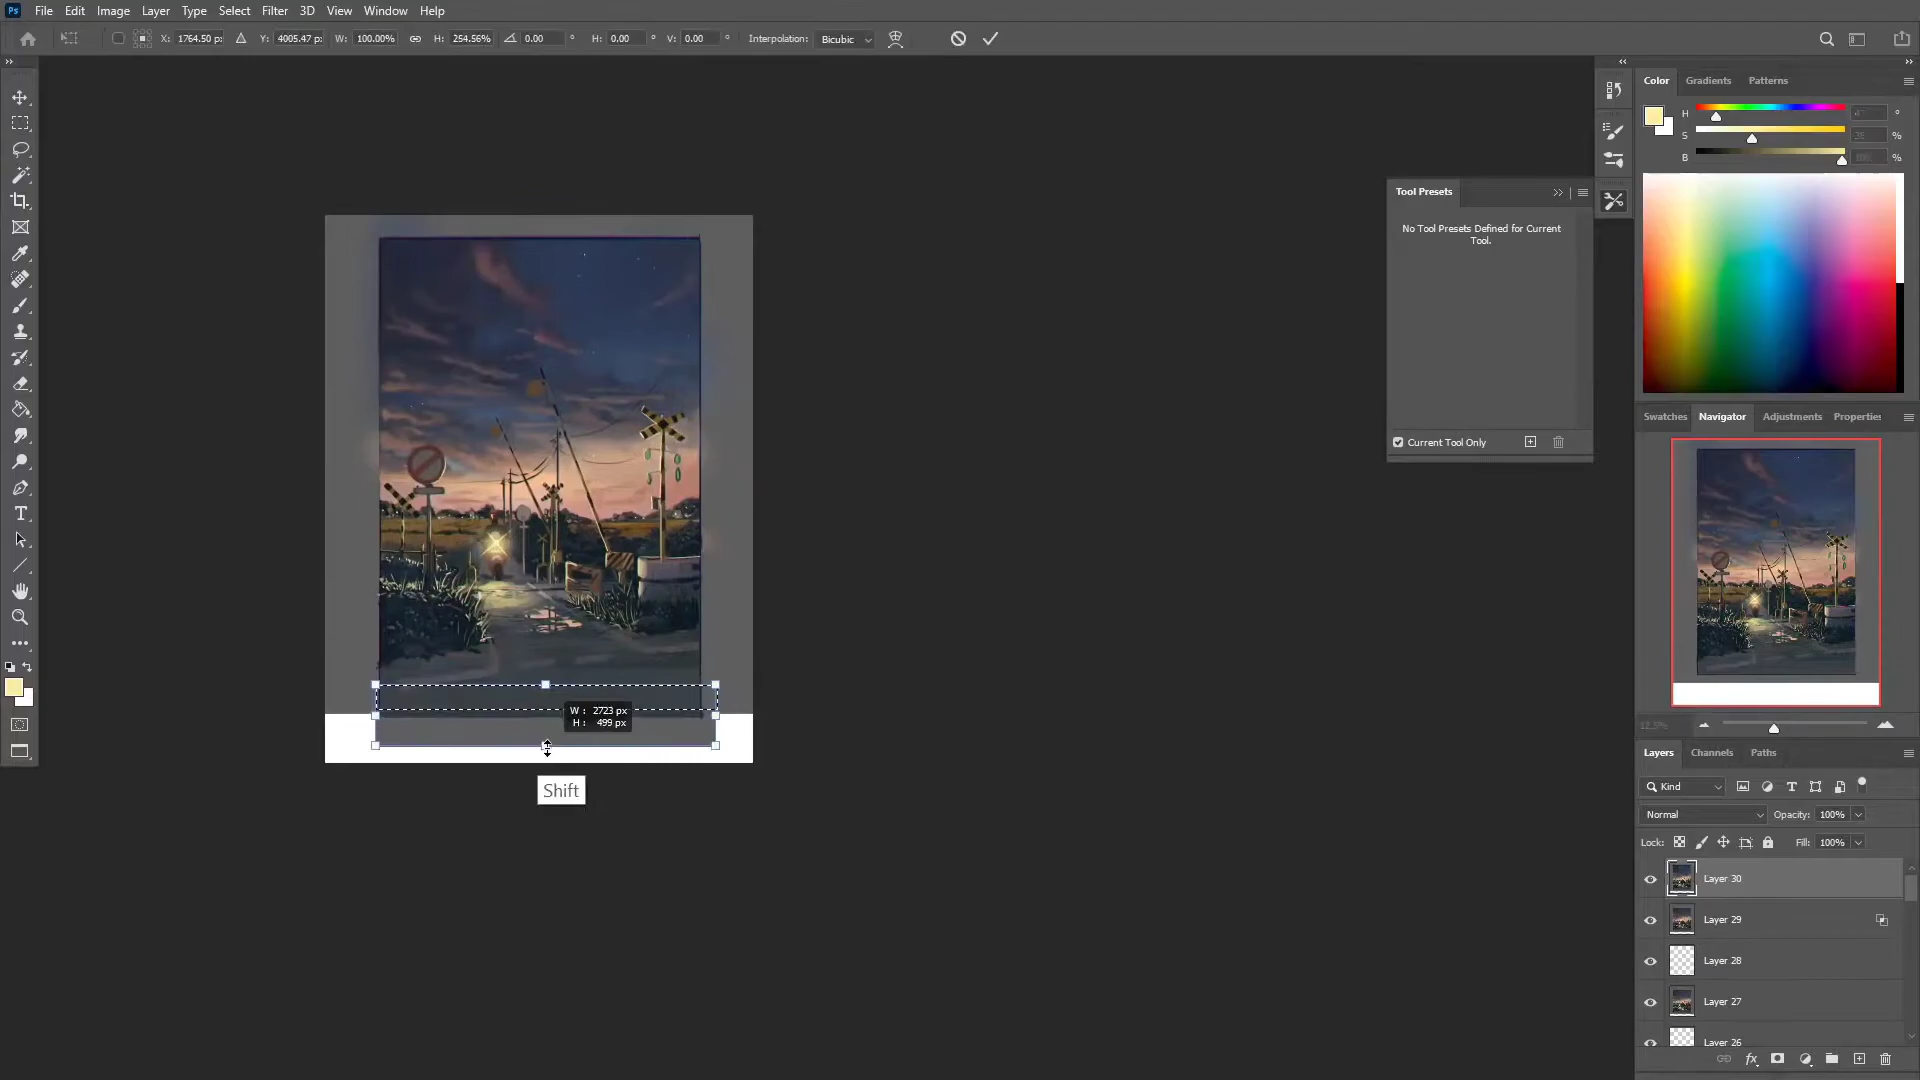 Ps File Edit Image Layer Type Select Filter 3D View Window Help
X: 1764.50 px Y: 4005.47 px W: 100.00% H: 254.56% 0.00 ° H: 0.00 ° V: 0.00 ° Interpolation: Bicubic
Color Gradients Patterns
H °
S %
B %
Tool Presets
No Tool Presets Defined for Current
Tool.
Current Tool Only
Swatches Navigator Adjustments Properties
12.5%
W : 2723 px
H : 499 px
Shift
Layers Channels Paths
Kind
Normal Opacity: 100%
Lock: Fill: 100%
Layer 30
Layer 29
Layer 28
Layer 27
Layer 26